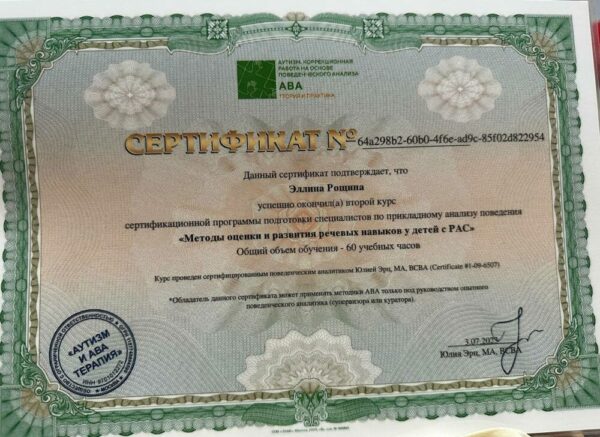 АУТИЗМ. КОРРЕКЦИОННАЯ
РАБОТА НА ОСНОВЕ
ПОВЕДЕНЧЕСКОГО АНАЛИЗА
АВА
ТЕОРИЯ И ПРАКТИКА
СЕРТИФИКАТ № 64a298b2-60b0-4f6e-ad9c-85f02d822954
Данный сертификат подтверждает, что
Эллина Рощина
успешно окончил(а) второй курс
сертификационной программы подготовки специалистов по прикладному анализу поведения
«Методы оценки и развития речевых навыков у детей с РАС»
Общий объем обучения - 60 учебных часов
Курс проведен сертифицированным поведенческим аналитиком Юлией Эрц, MA, BCBA (Certificate #1-09-6507)
*Обладатель данного сертификата может применять методики АВА только под руководством опытного
поведенческого аналитика (супервизора или куратора).
«АУТИЗМ
И АВА
ТЕРАПИЯ»
3.07.2023
Юлия Эрц, MA, BCBA